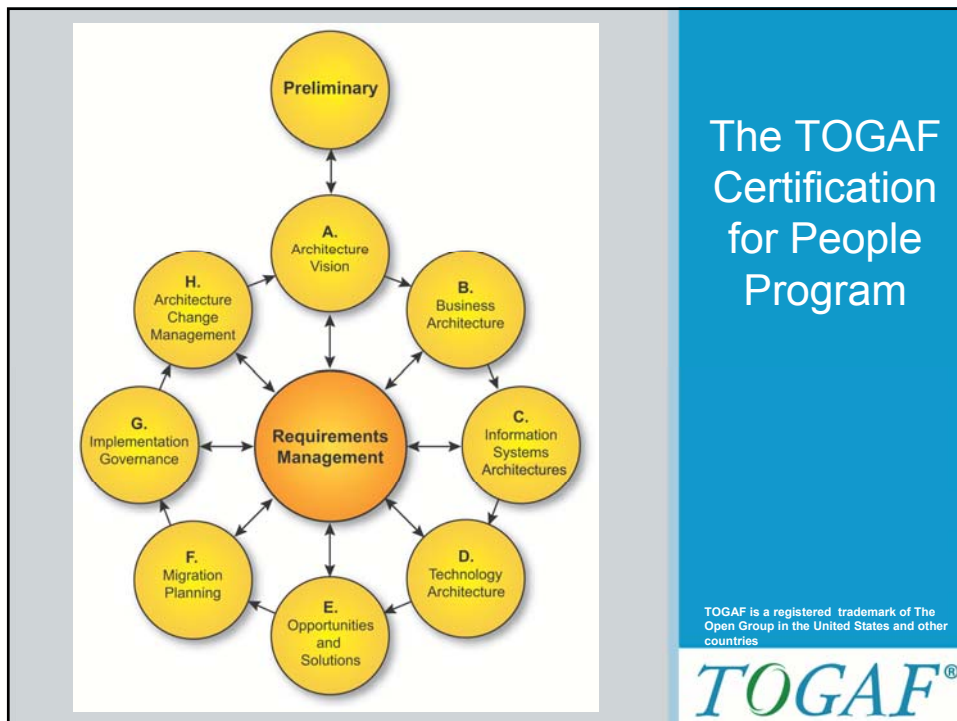 Preliminary
A.
Architecture
Vision
B.
Business
Architecture
C.
Information
Systems
Architectures
D.
Technology
Architecture
E.
Opportunities
and
Solutions
F.
Migration
Planning
G.
Implementation
Governance
H.
Architecture
Change
Management
Requirements
Management
The TOGAF
Certification
for People
Program
TOGAF is a registered trademark of The
Open Group in the United States and other
countries
TOGAF®